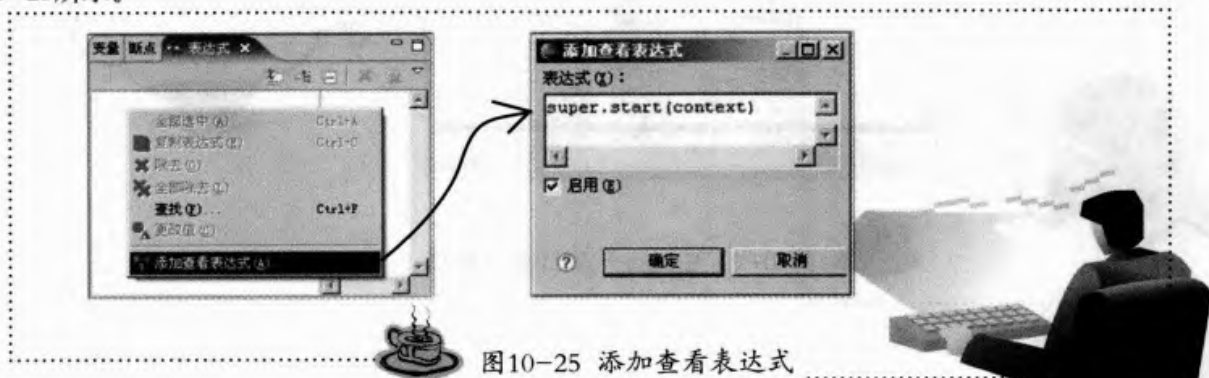 变量 断点 表达式 ×
全部选中(A)... Ctrl+A
复制表达式(E) Ctrl+C
除去(O)
全部除去(L)
查找(F)... Ctrl+F
更改值(C)...
添加查看表达式(A)
添加查看表达式
表达式(X)：
super.start(context)
启用(E)
确定 取消
图10-25 添加查看表达式